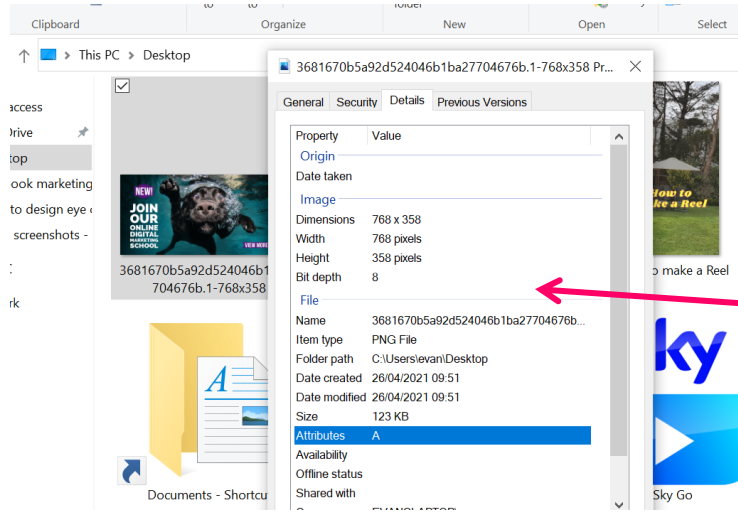 to to folder
Clipboard Organize New Open Select
This PC > Desktop
3681670b5a92d524046b1ba27704676b.1-768x358 Pr...
General Security Details Previous Versions
access
Drive
top
ook marketing
to design eye
screenshots -
rk
NEW!
JOIN
OUR
ONLINE
DIGITAL
MARKETING
SCHOOL
VIEW MORE
3681670b5a92d524046b1
704676b.1-768x358
Property Value
Origin
Date taken
Image
Dimensions 768 x 358
Width 768 pixels
Height 358 pixels
Bit depth 8
File
Name 3681670b5a92d524046b1ba27704676b...
Item type PNG File
Folder path C:\Users\evan\Desktop
Date created 26/04/2021 09:51
Date modified 26/04/2021 09:51
Size 123 KB
Attributes A
Availability
Offline status
Shared with
How to
ke a Reel
o make a Reel
A
Documents - Shortcu
ky
Sky Go